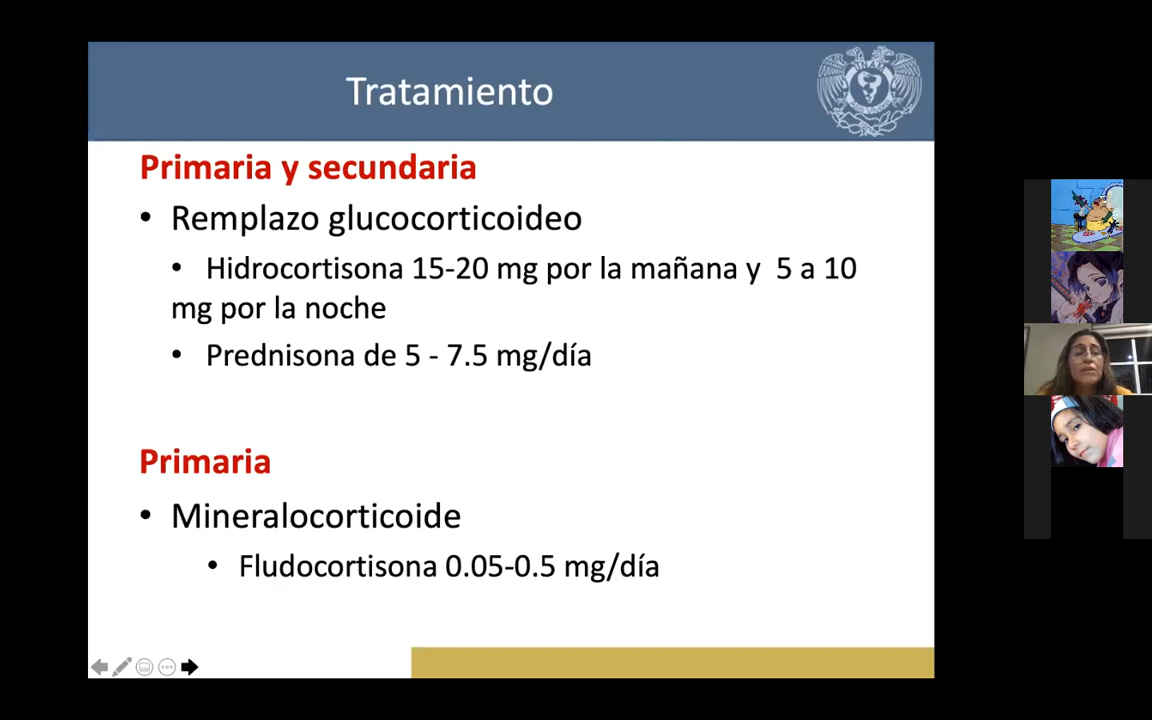 Tratamiento
Primaria y secundaria
• Remplazo glucocorticoideo
• Hidrocortisona 15-20 mg por la mañana y 5 a 10
mg por la noche
• Prednisona de 5 - 7.5 mg/día
Primaria
• Mineralocorticoide
• Fludocortisona 0.05-0.5 mg/día